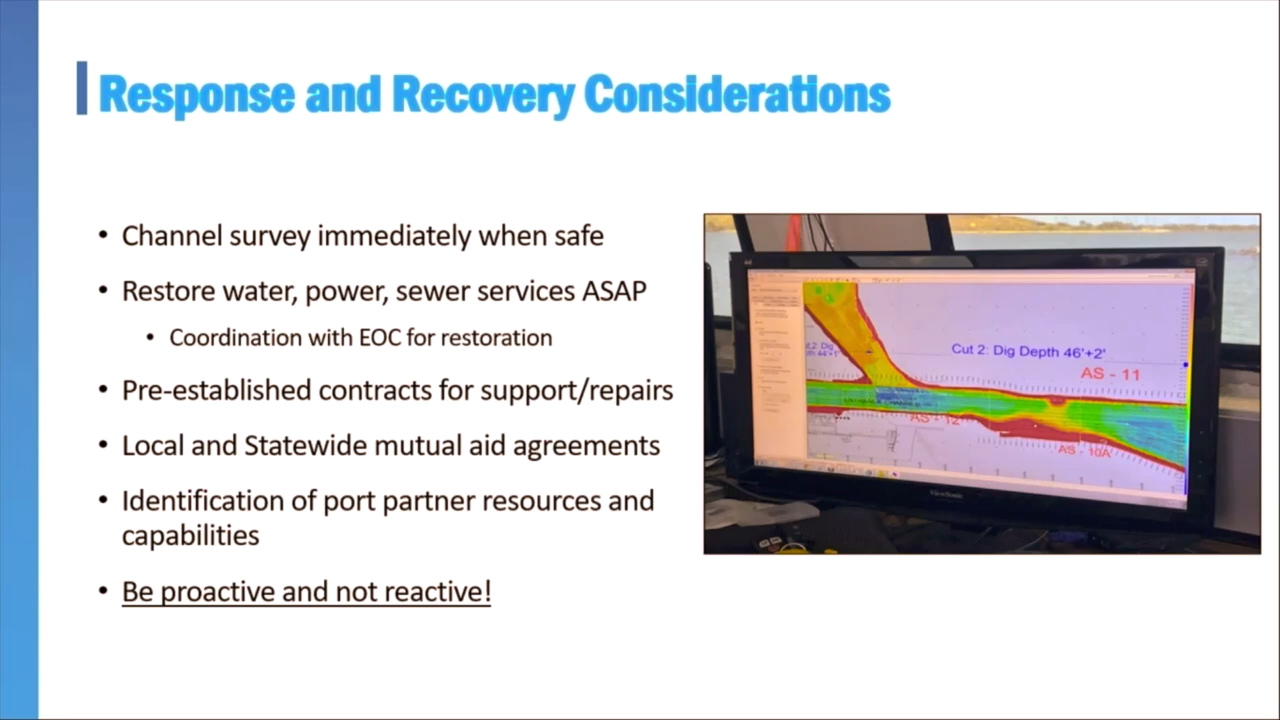 Response and Recovery Considerations
• Channel survey immediately when safe
• Restore water, power, sewer services ASAP
• Coordination with EOC for restoration
• Pre-established contracts for support/repairs
• Local and Statewide mutual aid agreements
• Identification of port partner resources and
capabilities
• Be proactive and not reactive!
Cut 2: Dig Depth 46'+2'
AS - 11
AS - 12
AS - 10A
ViewSonic